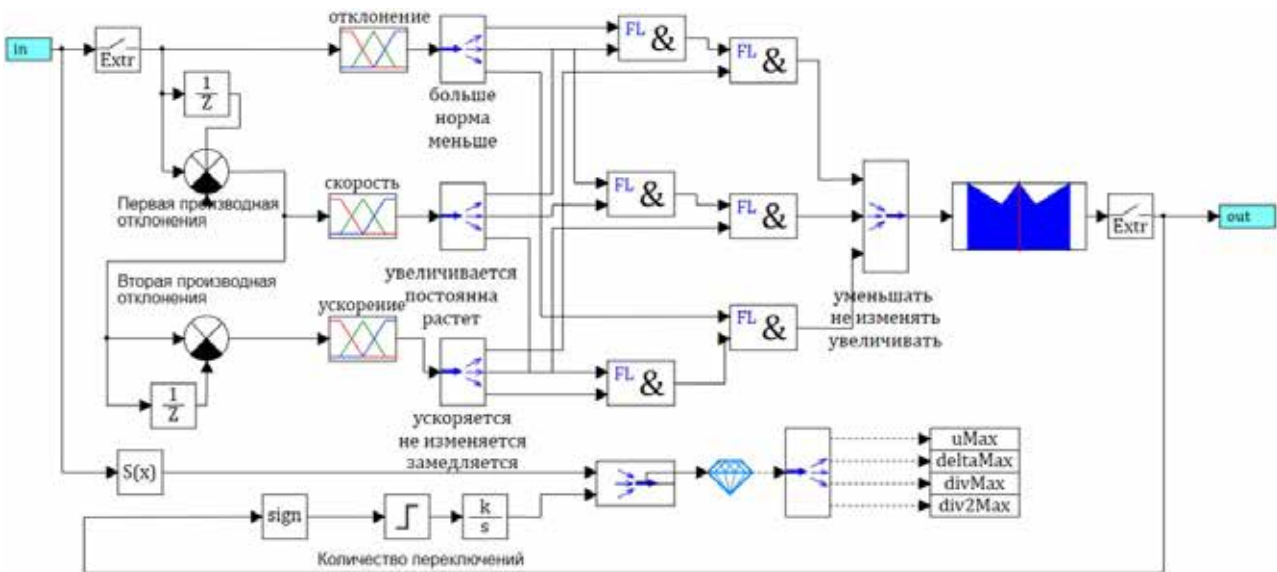 отклонение
in
Extr
FL &
FL &
1
Z
больше
норма
меньше
скорость
FL &
FL &
Первая производная
отклонения
Extr
out
Вторая производная
отклонения
увеличивается
постоянна
растет
ускорение
FL &
уменьшать
не изменять
увеличивать
FL &
1
Z
ускоряется
не изменяется
замедляется
S(x)
uMax
deltaMax
divMax
div2Max
sign
k
s
Количество переключений